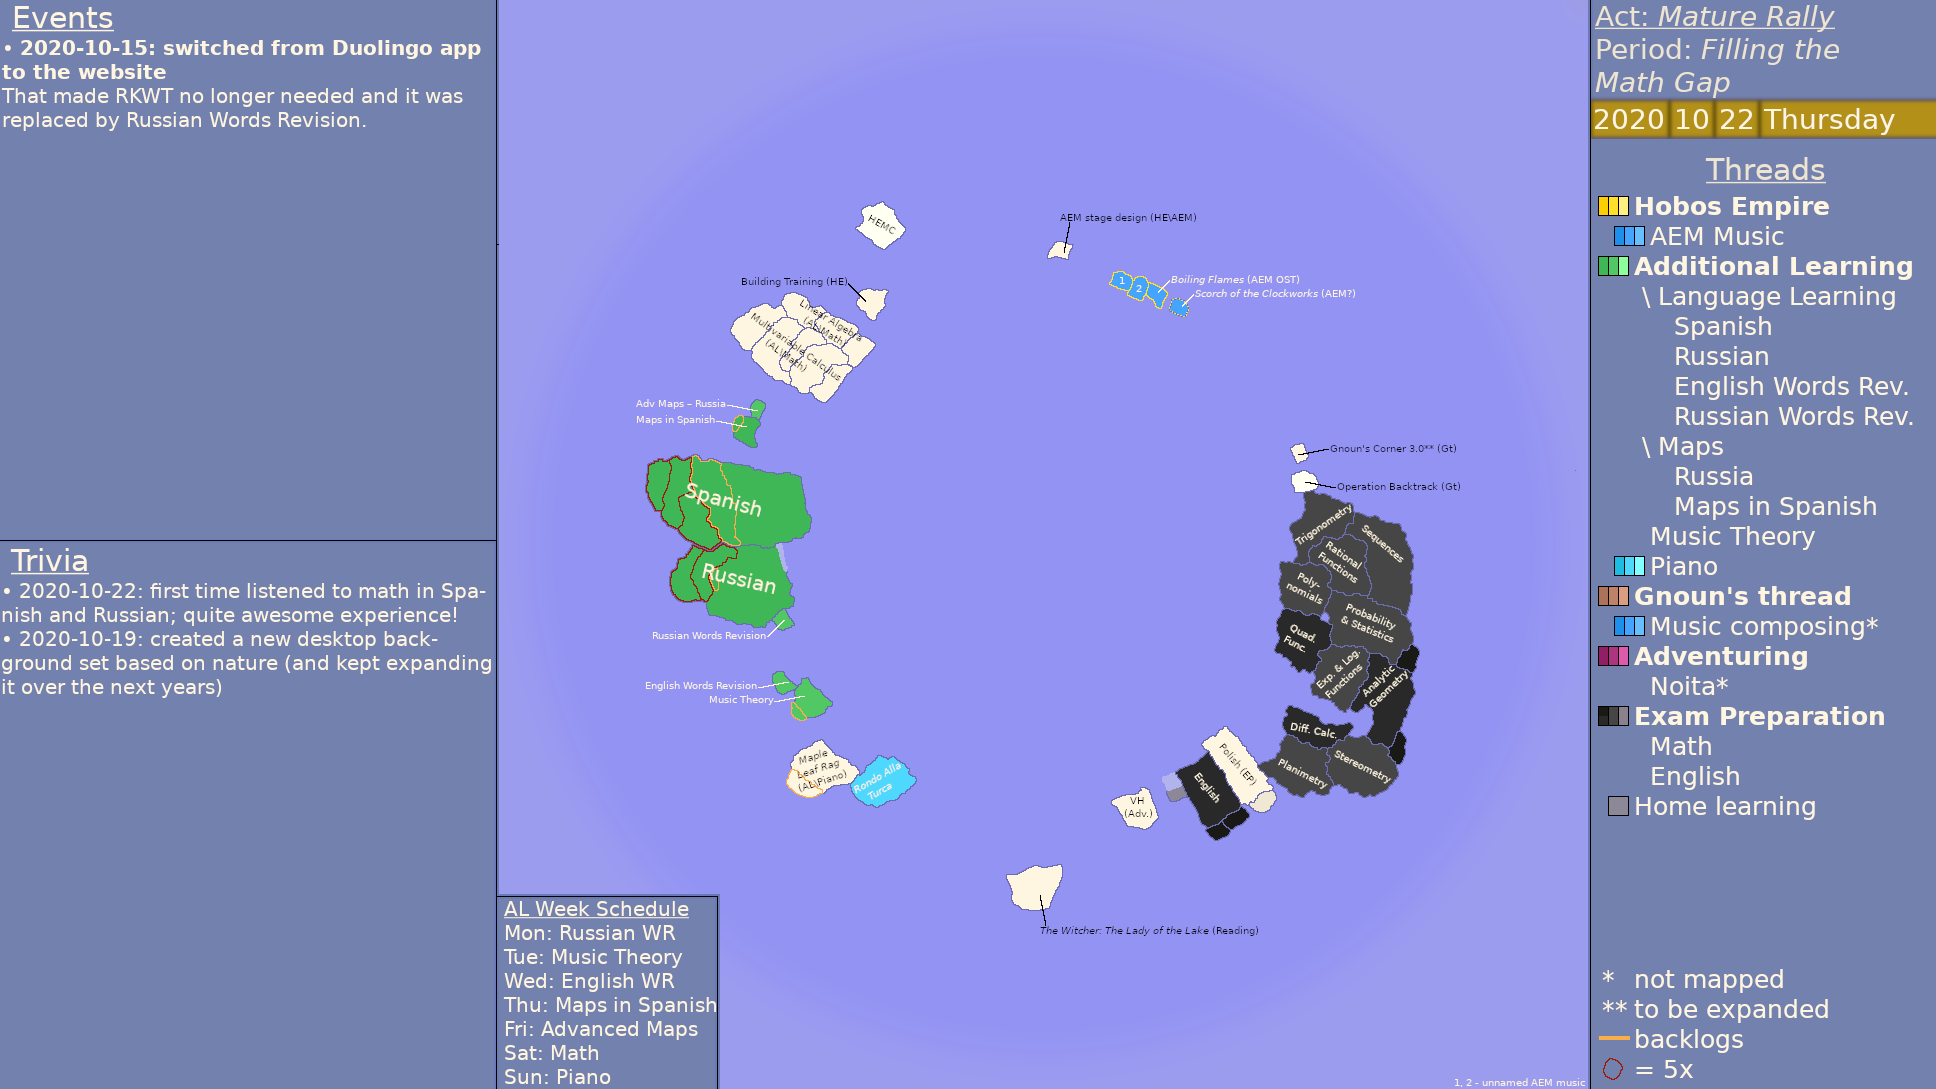 Events
• 2020-10-15: switched from Duolingo app
to the website
That made RKWT no longer needed and it was
replaced by Russian Words Revision.
Trivia
• 2020-10-22: first time listened to math in Spa-
nish and Russian; quite awesome experience!
• 2020-10-19: created a new desktop back-
ground set based on nature (and kept expanding
it over the next years)
HEMC
AEM stage design (HE\AEM)
Building Training (HE)
1
2
Boiling Flames (AEM OST)
Scorch of the Clockworks (AEM?)
Linear Algebra
(AL\Math)
Multivariable Calculus
(AL\Math)
Adv Maps – Russia
Maps in Spanish
Spanish
Russian
Russian Words Revision
English Words Revision
Music Theory
Maple
Leaf Rag
(AL\Piano)
Rondo Alla
Turca
Gnoun's Corner 3.0** (Gt)
Operation Backtrack (Gt)
Trigonometry
Sequences
Rational
Functions
Poly-
nomials
Probability
& Statistics
Quad.
Func.
Exp. & Log.
Functions
Analytic
Geometry
Diff. Calc.
Planimetry
Stereometry
Polish (EP)
English
VH
(Adv.)
The Witcher: The Lady of the Lake (Reading)
AL Week Schedule
Mon: Russian WR
Tue: Music Theory
Wed: English WR
Thu: Maps in Spanish
Fri: Advanced Maps
Sat: Math
Sun: Piano
1, 2 - unnamed AEM music
Act: Mature Rally
Period: Filling the
Math Gap
2020 10 22 Thursday
Threads
Hobos Empire
AEM Music
Additional Learning
\ Language Learning
Spanish
Russian
English Words Rev.
Russian Words Rev.
\ Maps
Russia
Maps in Spanish
Music Theory
Piano
Gnoun's thread
Music composing*
Adventuring
Noita*
Exam Preparation
Math
English
Home learning
* not mapped
** to be expanded
backlogs
= 5x